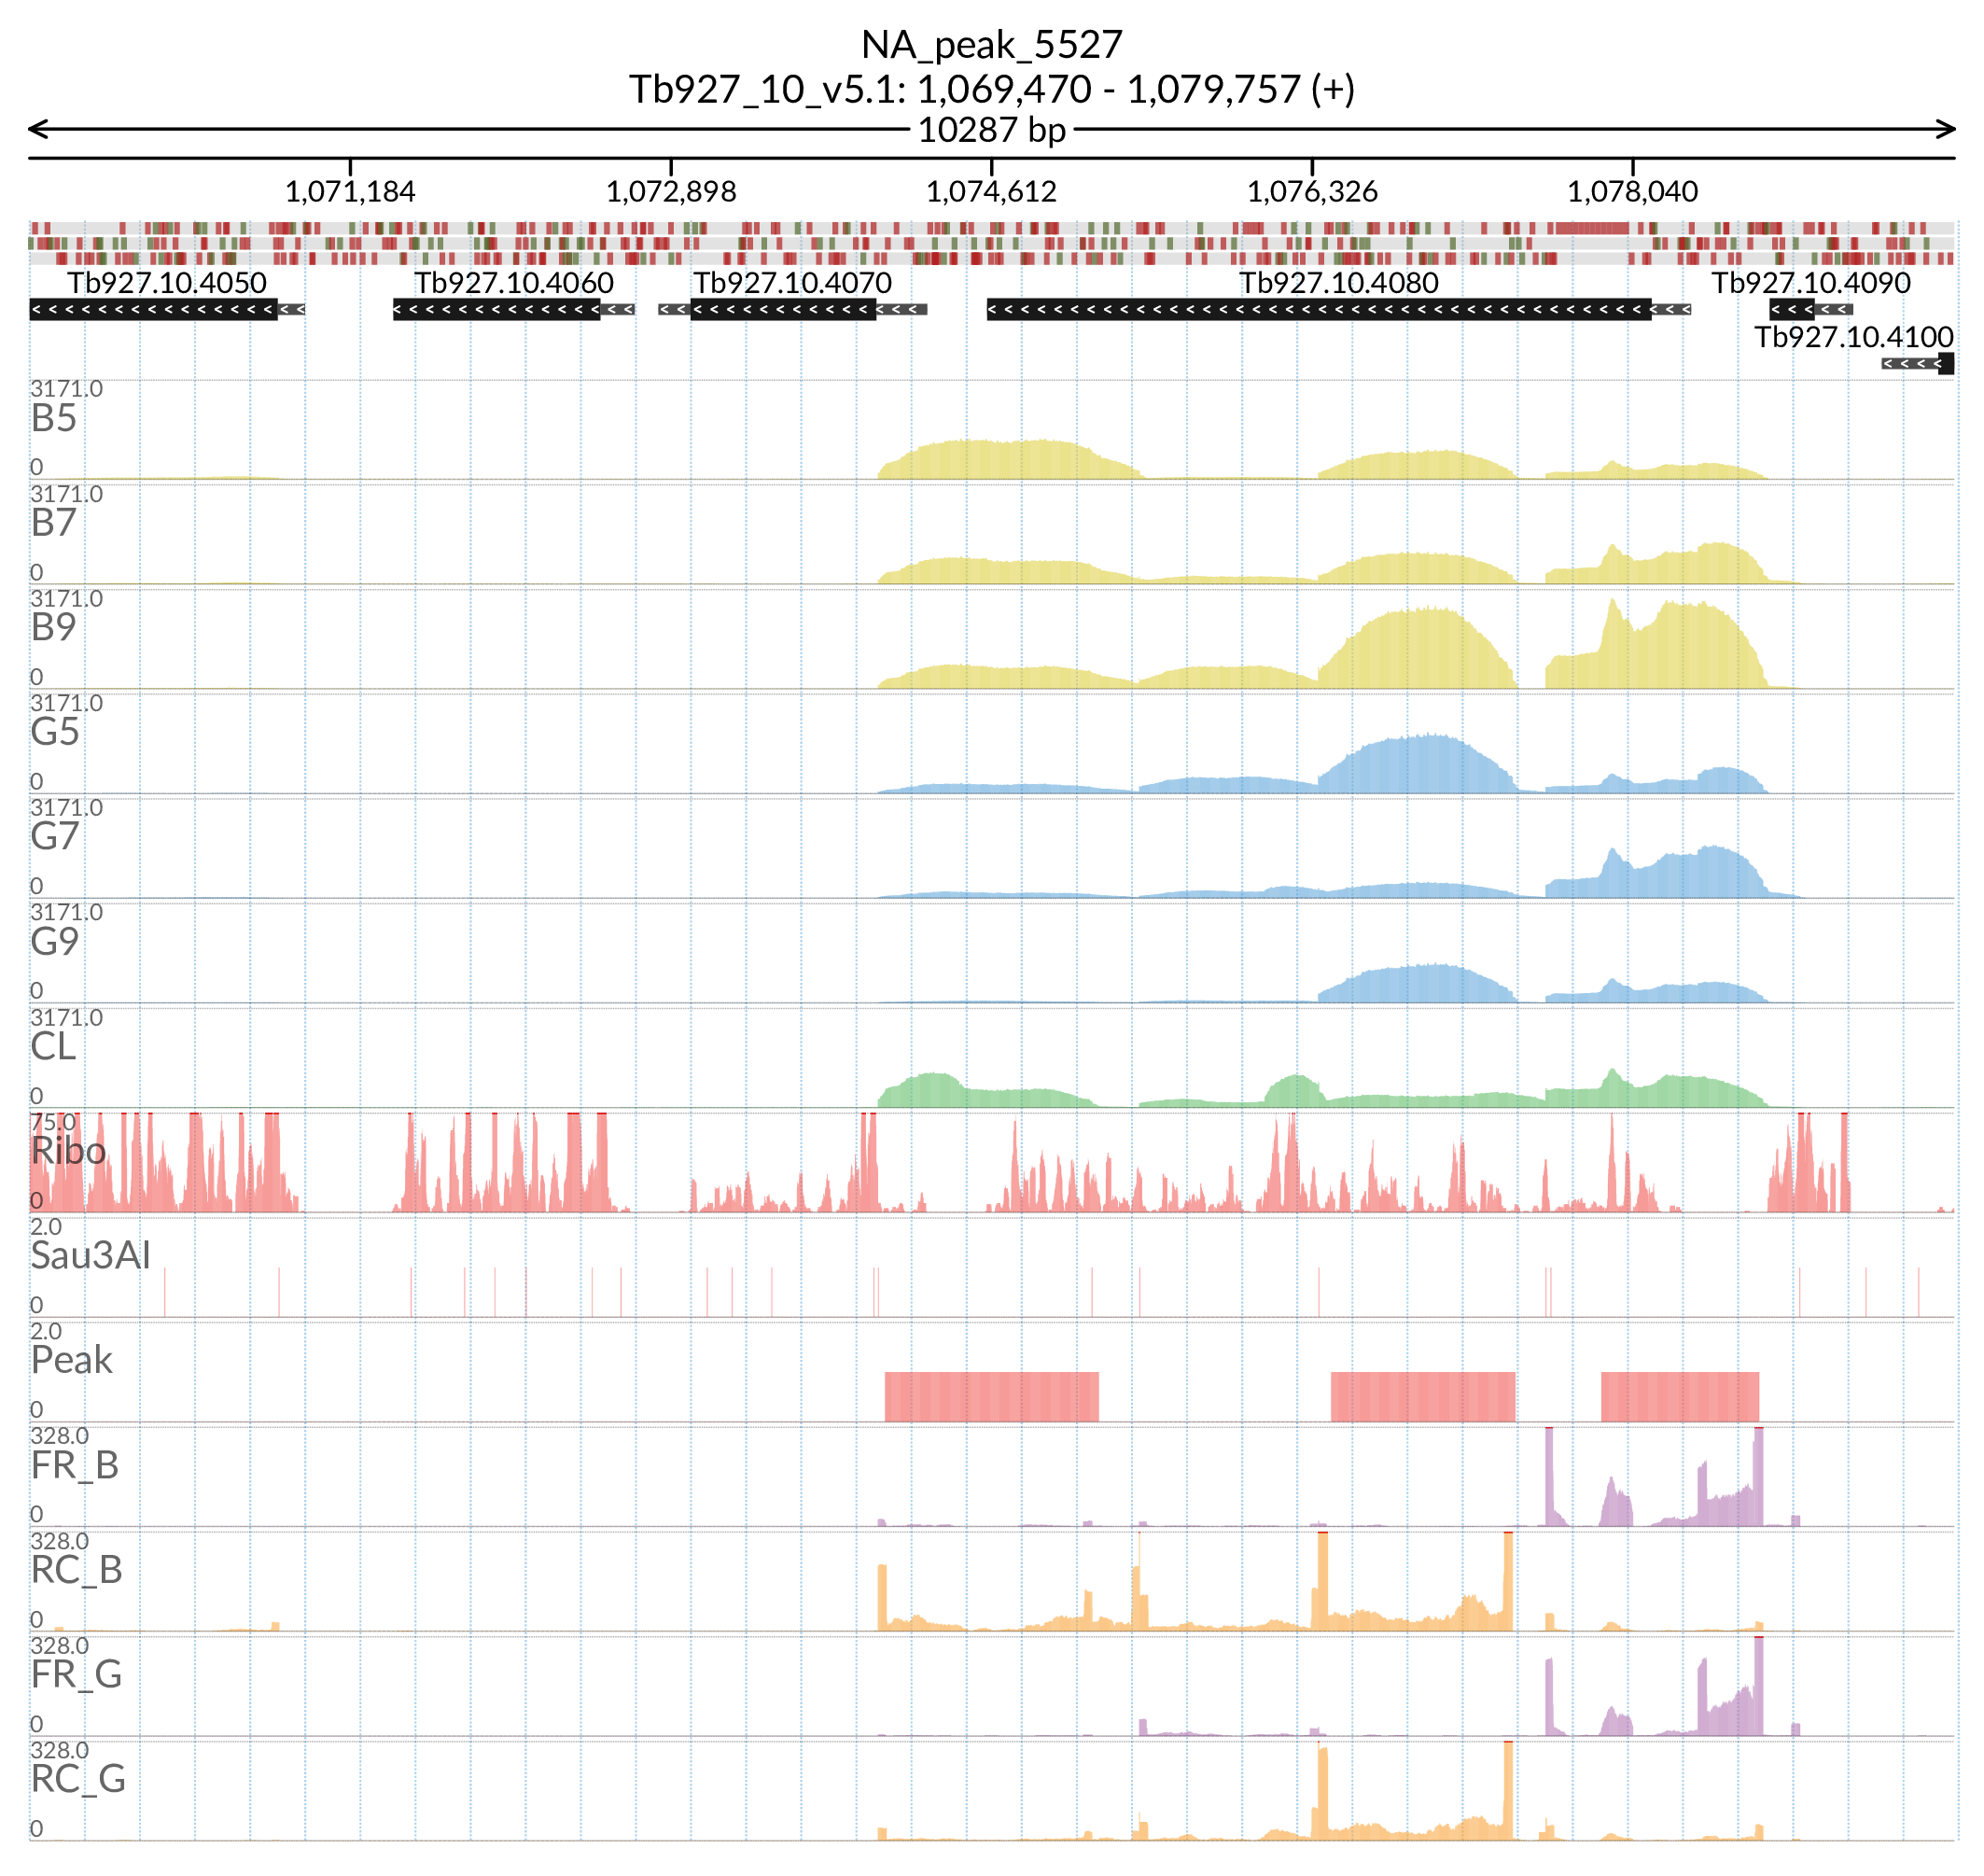 NA_peak_5527
Tb927_10_v5.1: 1,069,470 - 1,079,757 (+)
10287 bp
1,071,184 1,072,898 1,074,612 1,076,326 1,078,040
Tb927.10.4050 Tb927.10.4060 Tb927.10.4070 Tb927.10.4080 Tb927.10.4090
Tb927.10.4100
3171.0
B5
0
3171.0
B7
0
3171.0
B9
0
3171.0
G5
0
3171.0
G7
0
3171.0
G9
0
3171.0
CL
0
75.0
Ribo
0
2.0
Sau3AI
0
2.0
Peak
0
328.0
FR_B
0
328.0
RC_B
0
328.0
FR_G
0
328.0
RC_G
0